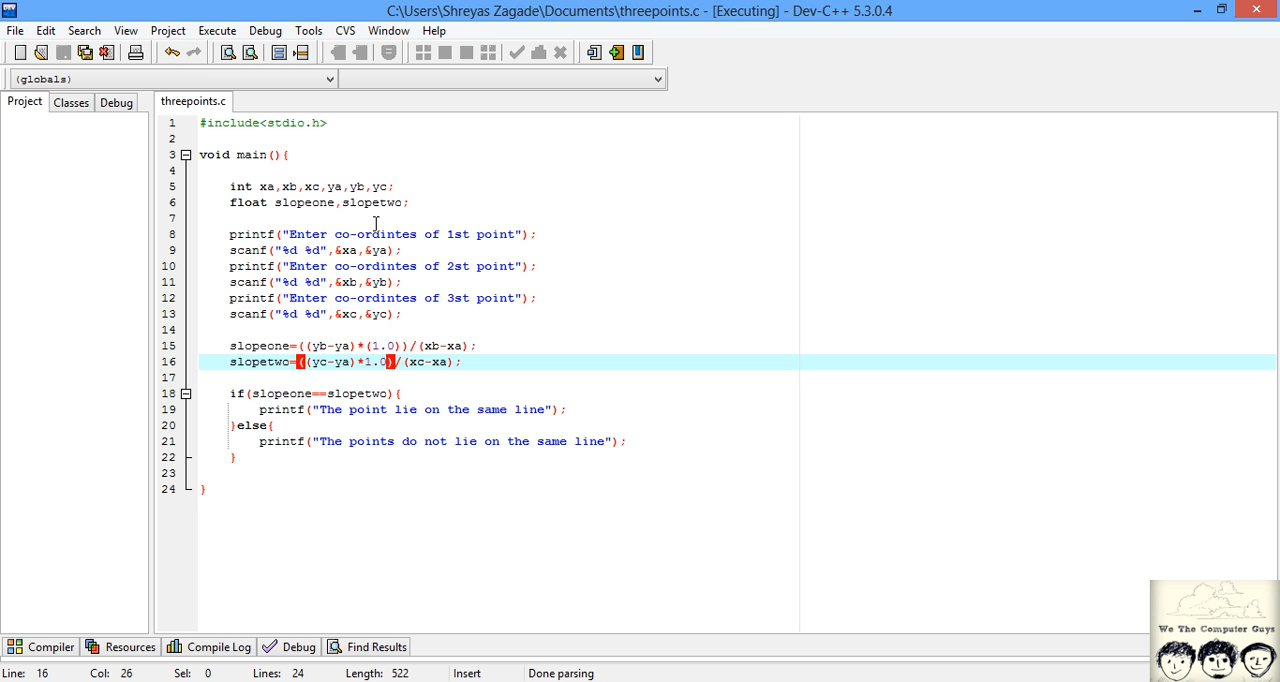 C:\Users\Shreyas Zagade\Documents\threepoints.c - [Executing] - Dev-C++ 5.3.0.4
File Edit Search View Project Execute Debug Tools CVS Window Help
(globals)
Project Classes Debug threepoints.c
1 #include<stdio.h>
2
3 void main(){
4
5 int xa,xb,xc,ya,yb,yc;
6 float slopeone,slopetwo;
7
8 printf("Enter co-ordintes of 1st point");
9 scanf("%d %d",&xa,&ya);
10 printf("Enter co-ordintes of 2st point");
11 scanf("%d %d",&xb,&yb);
12 printf("Enter co-ordintes of 3st point");
13 scanf("%d %d",&xc,&yc);
14
15 slopeone=((yb-ya)*(1.0))/(xb-xa);
16 slopetwo=((yc-ya)*1.0)/(xc-xa);
17
18 if(slopeone==slopetwo){
19 printf("The point lie on the same line");
20 }else{
21 printf("The points do not lie on the same line");
22 }
23
24 }
We The Computer Guys
Compiler Resources Compile Log Debug Find Results
Line: 16 Col: 26 Sel: 0 Lines: 24 Length: 522 Insert Done parsing